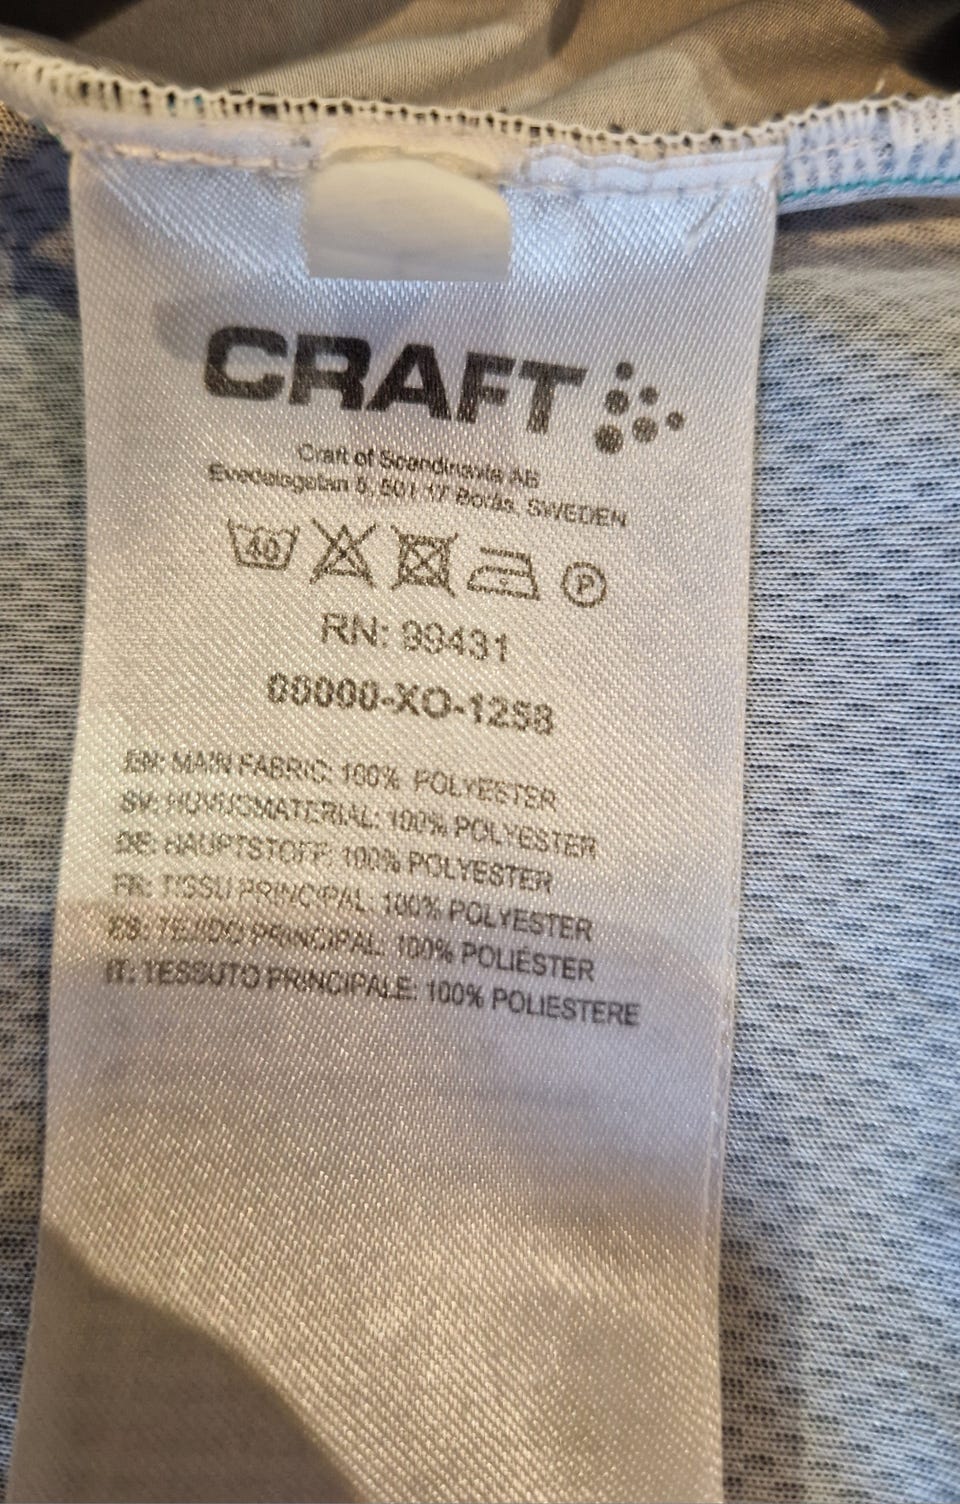 CRAFT
Craft of Scandinavia AB
Evedalsgatan 5, 501 17 Borås, SWEDEN
40 P
RN: 99431
00000-XO-1258
EN: MAIN FABRIC: 100% POLYESTER
SV: HUVUDMATERIAL: 100% POLYESTER
DE: HAUPTSTOFF: 100% POLYESTER
FR: TISSU PRINCIPAL: 100% POLYESTER
ES: TEJIDO PRINCIPAL: 100% POLIÉSTER
IT: TESSUTO PRINCIPALE: 100% POLIESTERE